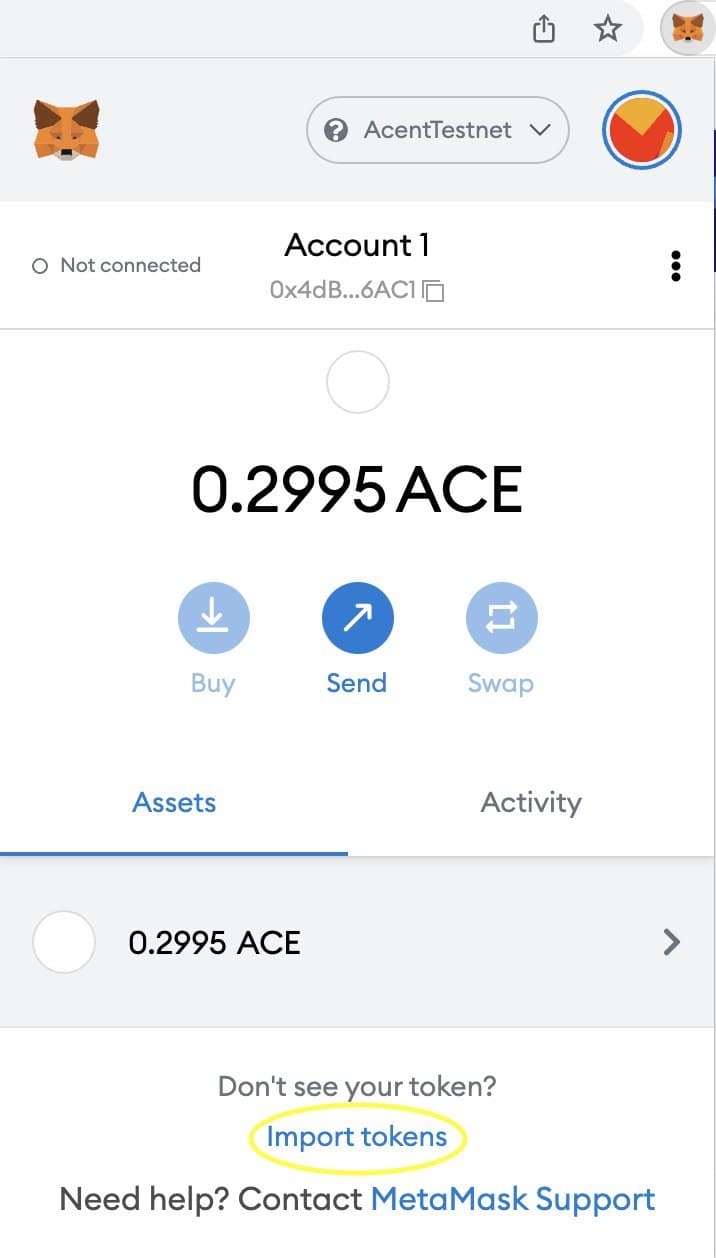 AcentTestnet
Account 1
Not connected
0x4dB...6AC1
0.2995 ACE
Buy
Send
Swap
Assets
Activity
0.2995 ACE
Don't see your token?
Import tokens
Need help? Contact MetaMask Support